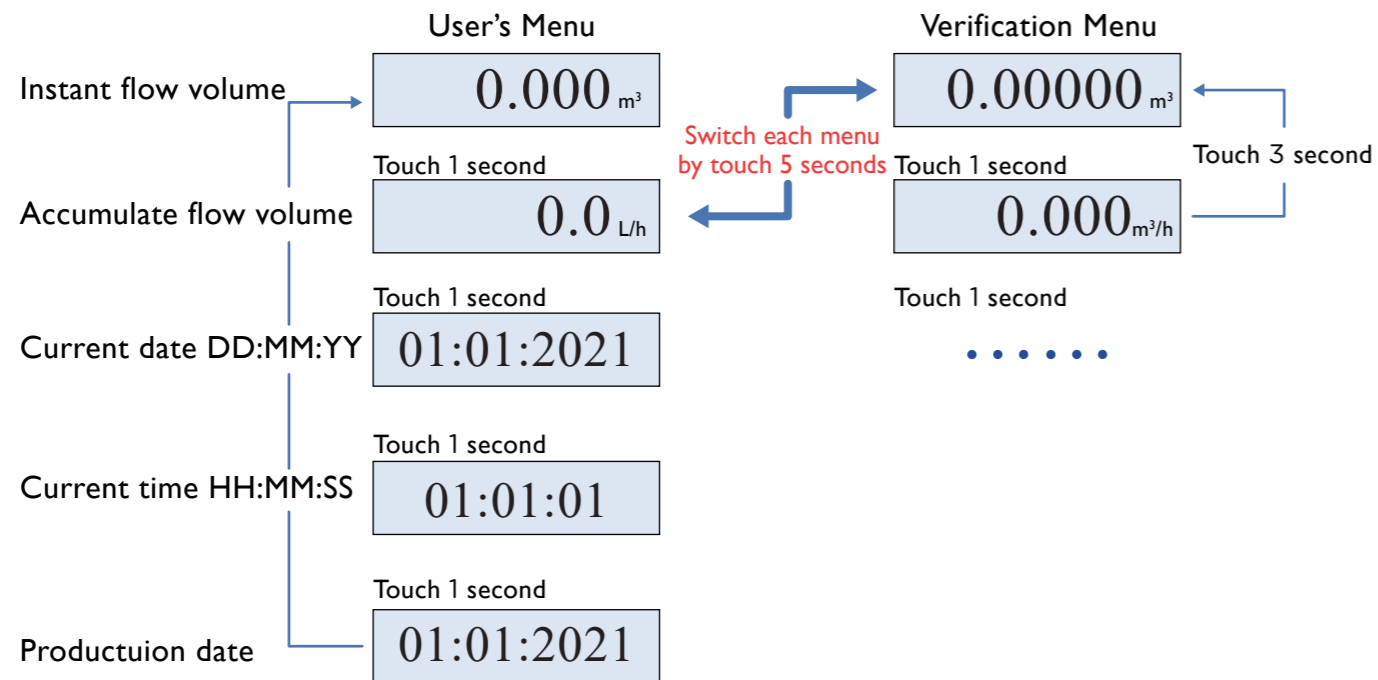 User's Menu
Verification Menu
Instant flow volume
0.000 m³
0.00000 m³
Switch each menu
by touch 5 seconds
Touch 3 second
Touch 1 second
Touch 1 second
Accumulate flow volume
0.0 L/h
0.000 m³/h
Touch 1 second
Touch 1 second
Current date DD:MM:YY
01:01:2021
......
Touch 1 second
Current time HH:MM:SS
01:01:01
Touch 1 second
Productuion date
01:01:2021